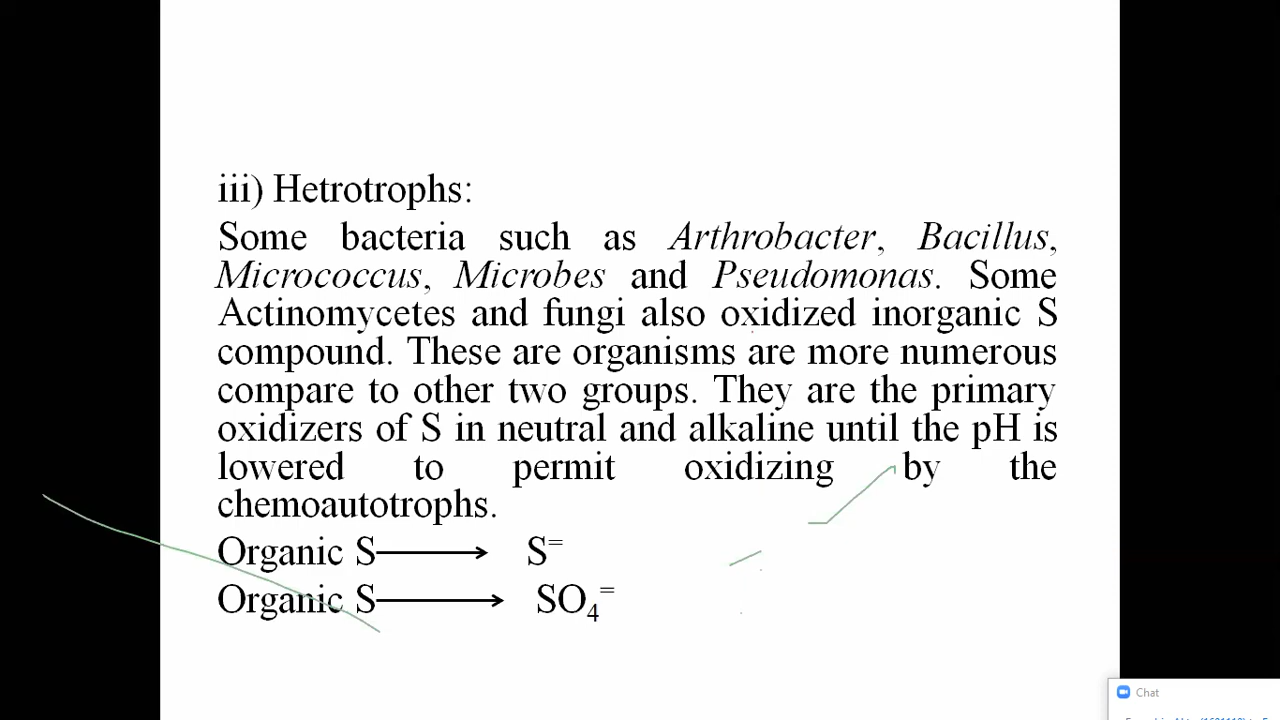 iii) Hetrotrophs:
Some bacteria such as Arthrobacter, Bacillus,
Micrococcus, Microbes and Pseudomonas. Some
Actinomycetes and fungi also oxidized inorganic S
compound. These are organisms are more numerous
compare to other two groups. They are the primary
oxidizers of S in neutral and alkaline until the pH is
lowered to permit oxidizing by the
chemoautotrophs.
Organic S⟶ S⁼
Organic S⟶ SO₄⁼
Chat